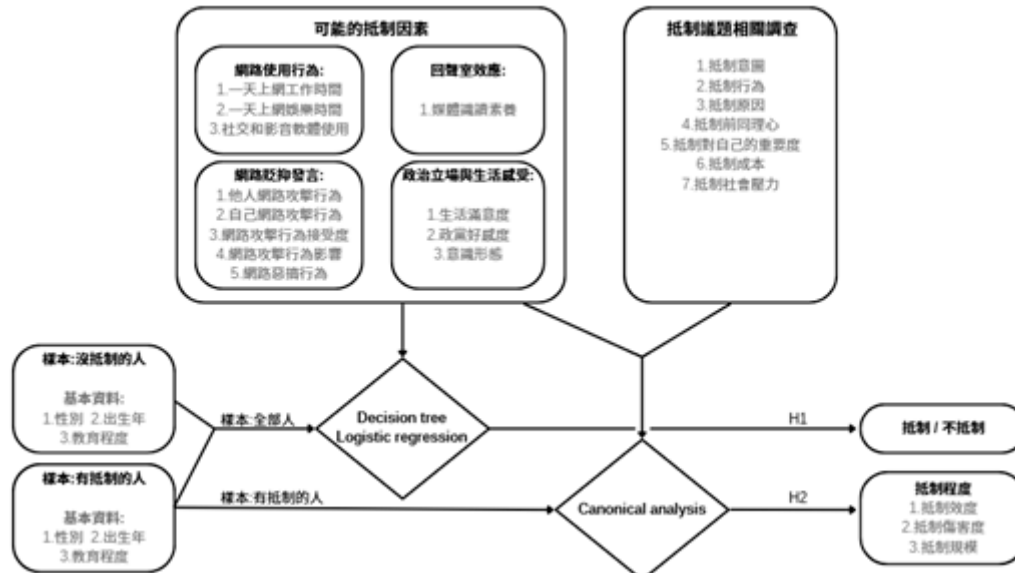 可能的抵制因素
網路使用行為:
1.一天上網工作時間
2.一天上網娛樂時間
3.社交和影音軟體使用
回聲室效應:
1.媒體識讀素養
網路貶抑發言:
1.他人網路攻擊行為
2.自己網路攻擊行為
3.網路攻擊行為接受度
4.網路攻擊行為影響
5.網路惡搞行為
政治立場與生活感受:
1.生活滿意度
2.政黨好感度
3.意識形態
抵制議題相關調查
1.抵制意圖
2.抵制行為
3.抵制原因
4.抵制前同理心
5.抵制對自己的重要度
6.抵制成本
7.抵制社會壓力
樣本:沒抵制的人
基本資料:
1.性別 2.出生年
3.教育程度
樣本:全部人
Decision tree
Logistic regression
H1
抵制 / 不抵制
樣本:有抵制的人
基本資料:
1.性別 2.出生年
3.教育程度
樣本:有抵制的人
Canonical analysis
H2
抵制程度
1.抵制效度
2.抵制傷害度
3.抵制規模